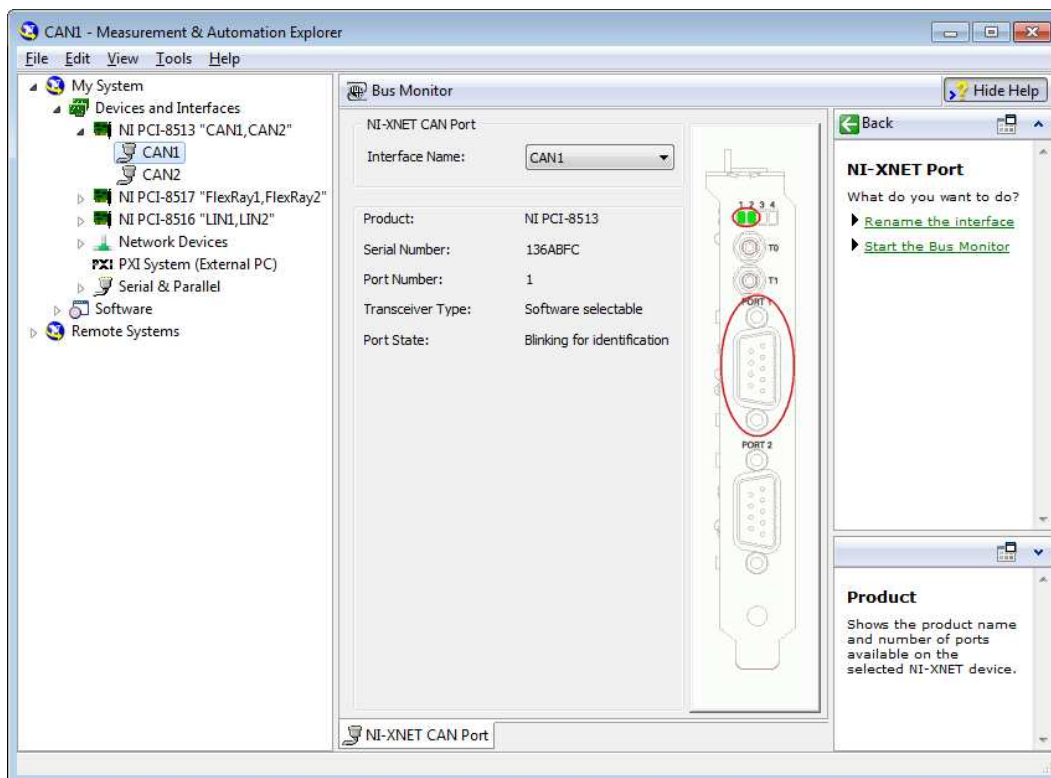 CAN1 - Measurement & Automation Explorer
File Edit View Tools Help
My System
Devices and Interfaces
NI PCI-8513 "CAN1,CAN2"
CAN1
CAN2
NI PCI-8517 "FlexRay1,FlexRay2"
NI PCI-8516 "LIN1,LIN2"
Network Devices
PXI PXI System (External PC)
Serial & Parallel
Software
Remote Systems
Bus Monitor
Hide Help
NI-XNET CAN Port
Interface Name: CAN1
Product: NI PCI-8513
Serial Number: 136ABFC
Port Number: 1
Transceiver Type: Software selectable
Port State: Blinking for identification
1 2 3 4
T0
T1
PORT 1
PORT 2
NI-XNET CAN Port
Back
NI-XNET Port
What do you want to do?
Rename the interface
Start the Bus Monitor
Product
Shows the product name
and number of ports
available on the
selected NI-XNET device.